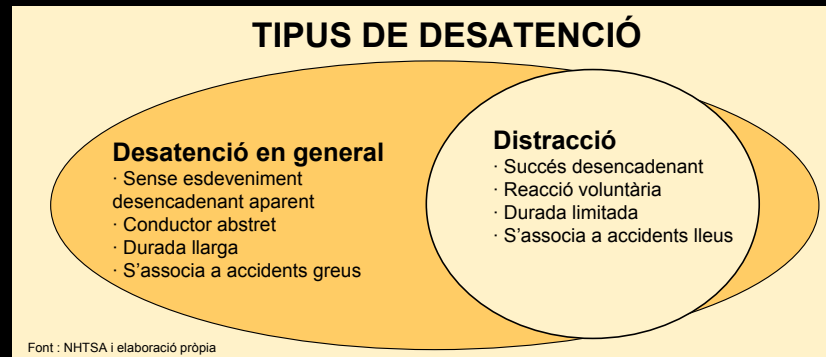 TIPUS DE DESATENCIÓ
Desatenció en general
· Sense esdeveniment
desencadenant aparent
· Conductor abstret
· Durada llarga
· S’associa a accidents greus
Distracció
· Succés desencadenant
· Reacció voluntària
· Durada limitada
· S’associa a accidents lleus
Font : NHTSA i elaboració pròpia